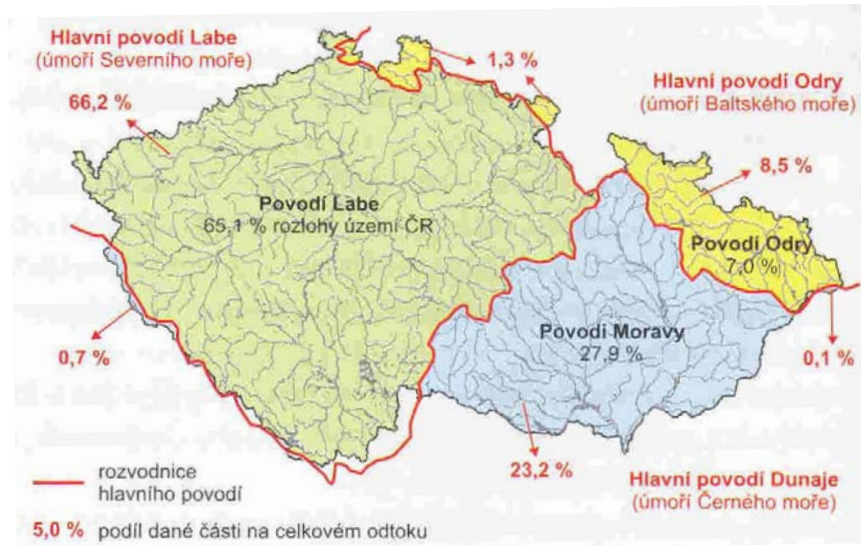 Hlavní povodí Labe
(úmoří Severního moře)
66,2 %
1,3 %
Hlavní povodí Odry
(úmoří Baltského moře)
8,5 %
Povodí Labe
65,1 % rozlohy území ČR
Povodí Odry
7,0 %
0,7 %
Povodí Moravy
27,9 %
0,1 %
23,2 %
Hlavní povodí Dunaje
(úmoří Černého moře)
rozvodnice
hlavního povodí
5,0 % podíl dané části na celkovém odtoku